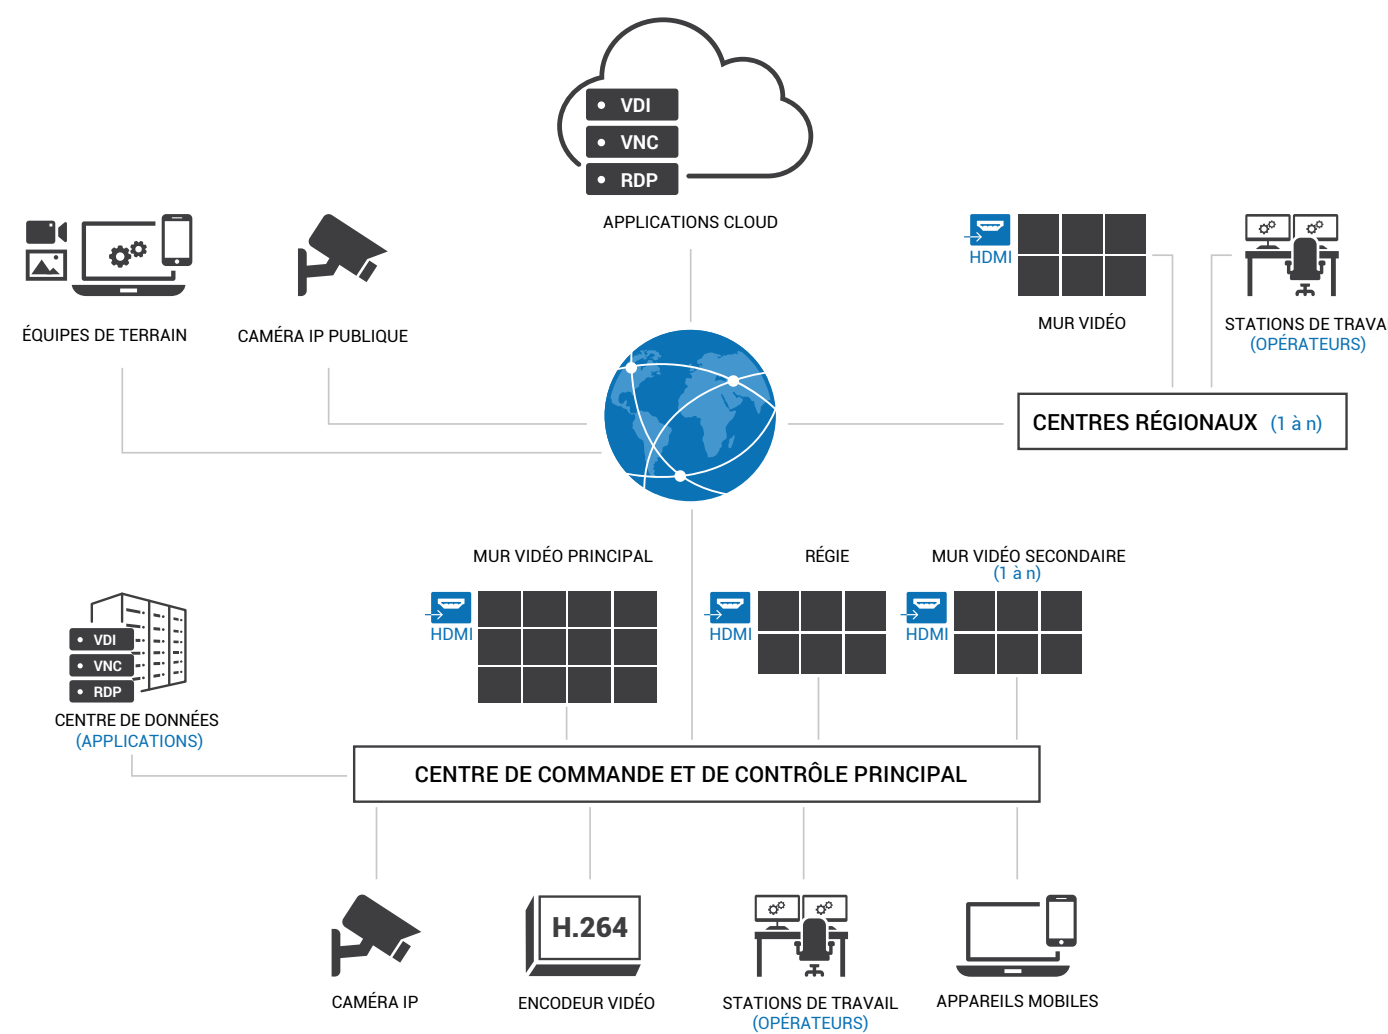 VDI
VNC
RDP
APPLICATIONS CLOUD
ÉQUIPES DE TERRAIN
CAMÉRA IP PUBLIQUE
HDMI
MUR VIDÉO
STATIONS DE TRAVAI
(OPÉRATEURS)
CENTRES RÉGIONAUX (1 à n)
MUR VIDÉO PRINCIPAL
HDMI
RÉGIE
HDMI
MUR VIDÉO SECONDAIRE
(1 à n)
HDMI
VDI
VNC
RDP
CENTRE DE DONNÉES
(APPLICATIONS)
CENTRE DE COMMANDE ET DE CONTRÔLE PRINCIPAL
CAMÉRA IP
H.264
ENCODEUR VIDÉO
STATIONS DE TRAVAIL
(OPÉRATEURS)
APPAREILS MOBILES